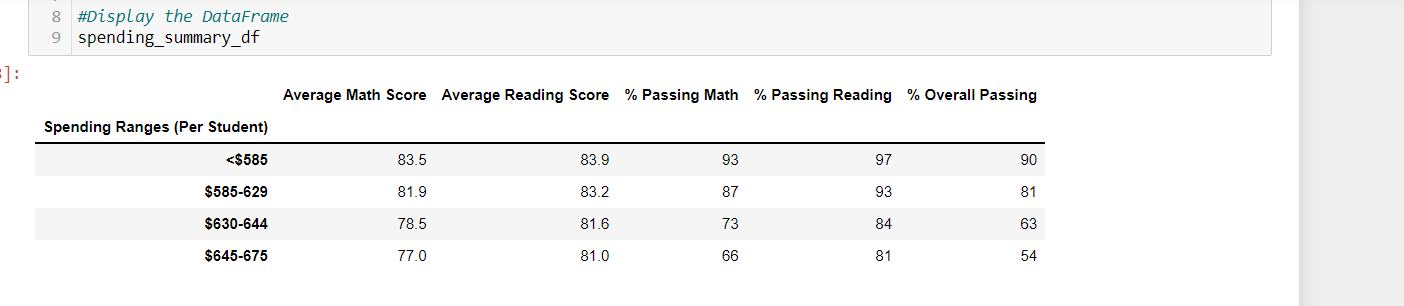 8 #Display the DataFrame
9 spending_summary_df
]:
Average Math Score Average Reading Score % Passing Math % Passing Reading % Overall Passing
Spending Ranges (Per Student)
<$585 83.5 83.9 93 97 90
$585-629 81.9 83.2 87 93 81
$630-644 78.5 81.6 73 84 63
$645-675 77.0 81.0 66 81 54